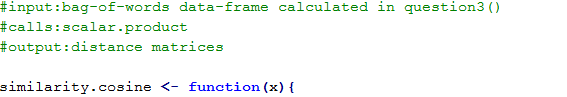 #input:bag-of-words data-frame calculated in question3()
#calls:scalar.product
#output:distance matrices
similarity.cosine <- function(x){